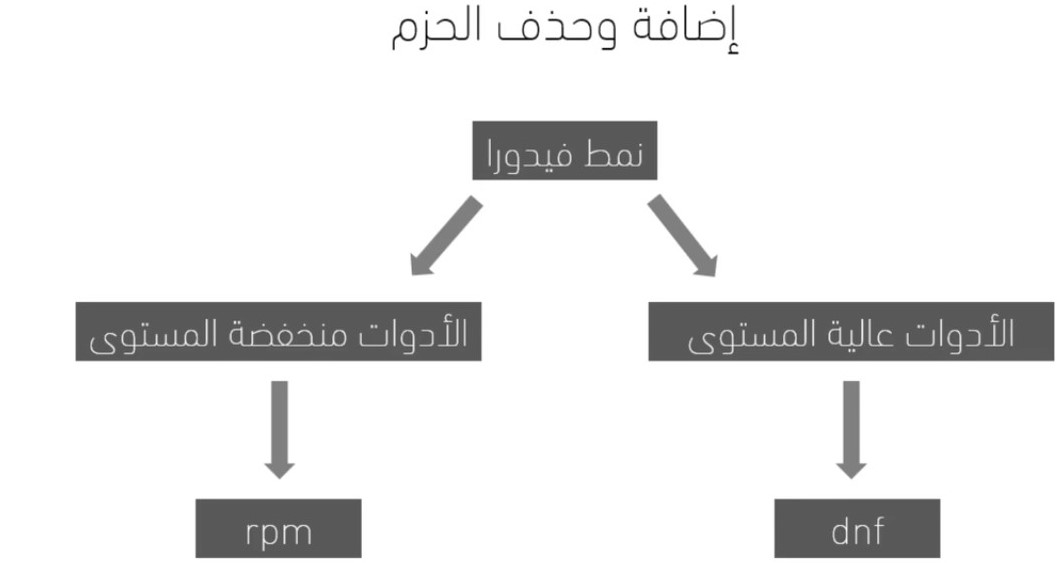 إضافة وحذف الحزم
نمط فيدورا
الأدوات عالية المستوى
الأدوات منخفضة المستوى
dnf
rpm